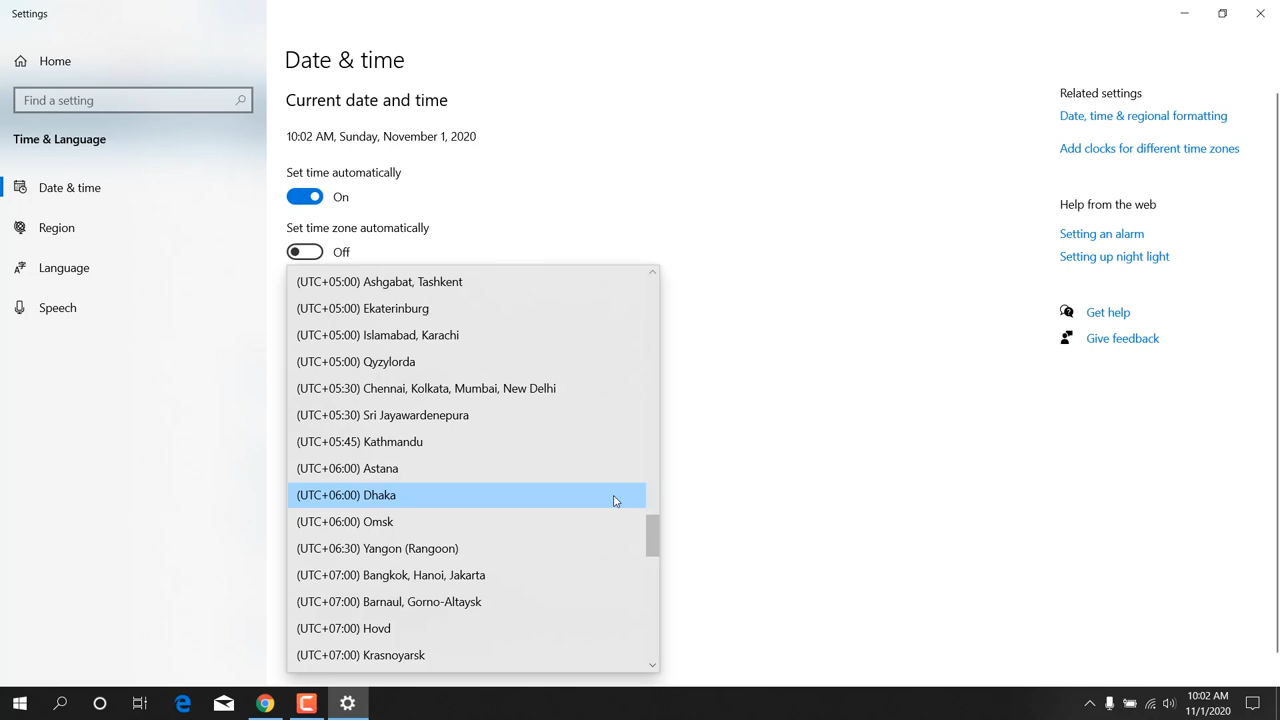 Settings
Home
Find a setting
Time & Language
Date & time
Region
Language
Speech
Date & time
Current date and time
10:02 AM, Sunday, November 1, 2020
Set time automatically
On
Set time zone automatically
Off
(UTC+05:00) Ashgabat, Tashkent
(UTC+05:00) Ekaterinburg
(UTC+05:00) Islamabad, Karachi
(UTC+05:00) Qyzylorda
(UTC+05:30) Chennai, Kolkata, Mumbai, New Delhi
(UTC+05:30) Sri Jayawardenepura
(UTC+05:45) Kathmandu
(UTC+06:00) Astana
(UTC+06:00) Dhaka
(UTC+06:00) Omsk
(UTC+06:30) Yangon (Rangoon)
(UTC+07:00) Bangkok, Hanoi, Jakarta
(UTC+07:00) Barnaul, Gorno-Altaysk
(UTC+07:00) Hovd
(UTC+07:00) Krasnoyarsk
Related settings
Date, time & regional formatting
Add clocks for different time zones
Help from the web
Setting an alarm
Setting up night light
Get help
Give feedback
10:02 AM
11/1/2020